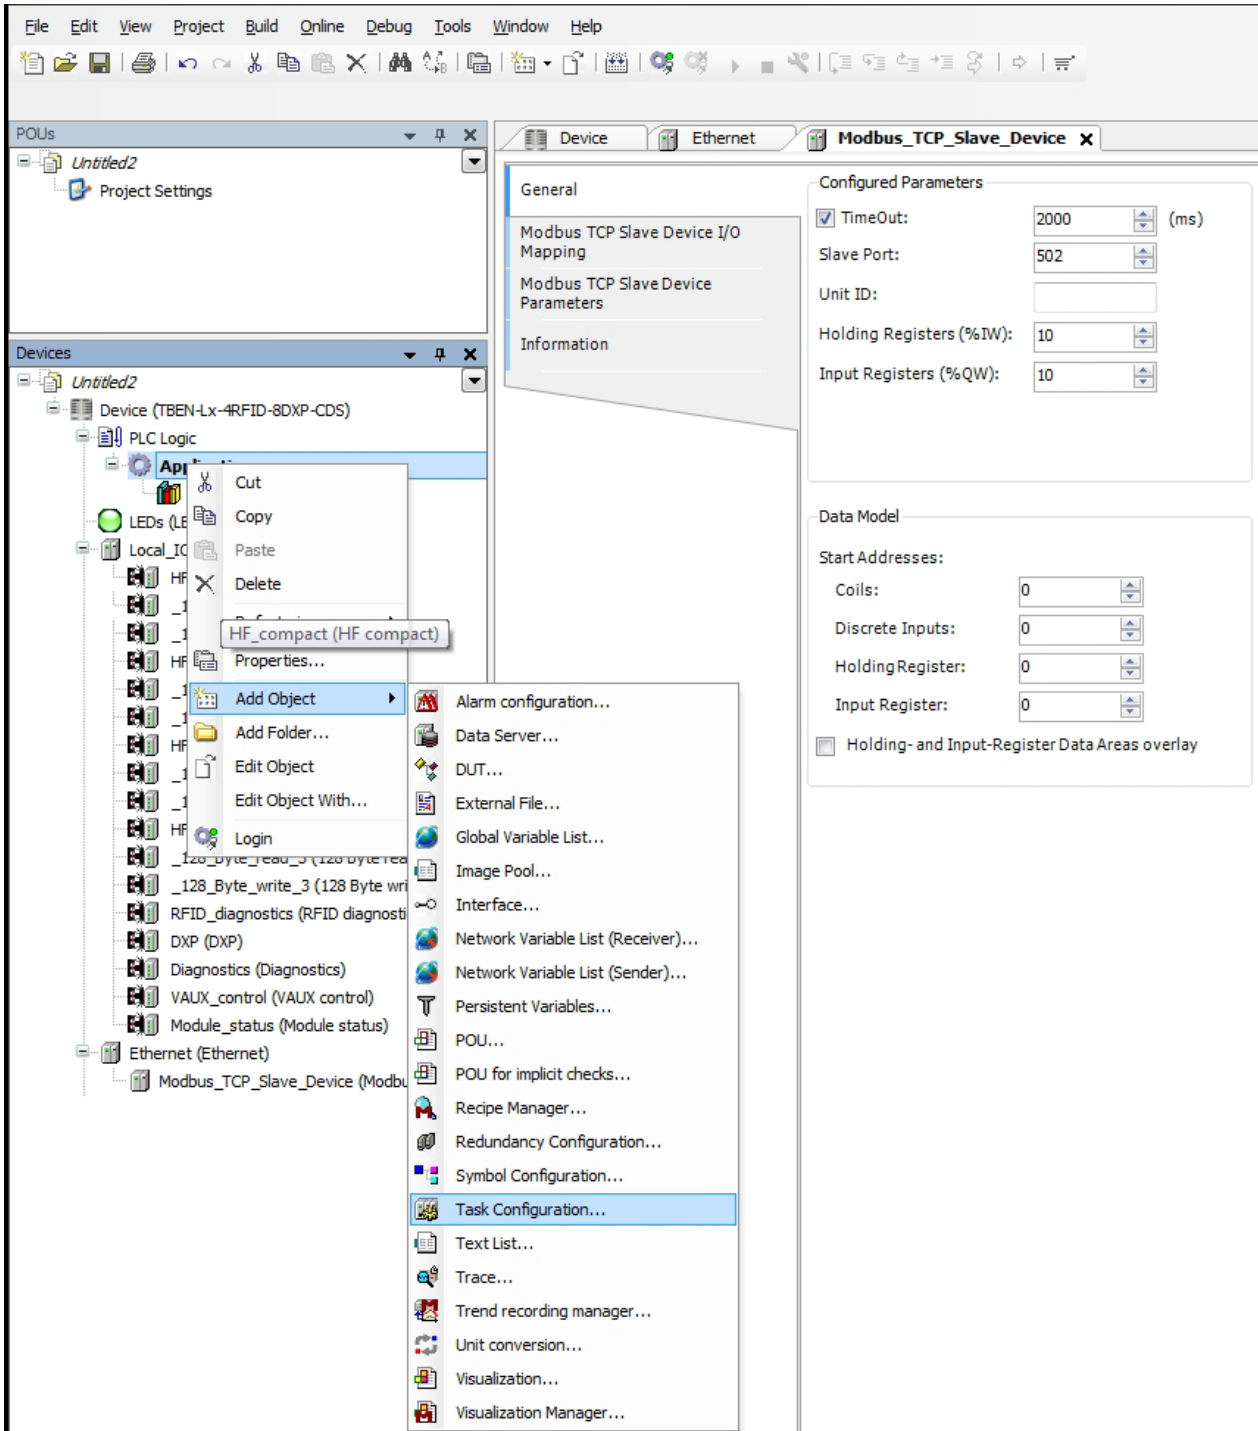 File Edit View Project Build Online Debug Tools Window Help
POUs
Untitled2
Project Settings
Devices
Untitled2
Device (TBEN-Lx-4RFID-8DXP-CDS)
PLC Logic
LEDs
Local_IO
HF
HF
HF
HF
_128_Byte_write_3 (128 Byte wri
RFID_diagnostics (RFID diagnosti
DXP (DXP)
Diagnostics (Diagnostics)
VAUX_control (VAUX control)
Module_status (Module status)
Ethernet (Ethernet)
Modbus_TCP_Slave_Device (Modbu
Cut
Copy
Paste
Delete
HF_compact (HF compact)
Properties...
Add Object
Add Folder...
Edit Object
Edit Object With...
Login
Alarm configuration...
Data Server...
DUT...
External File...
Global Variable List...
Image Pool...
Interface...
Network Variable List (Receiver)...
Network Variable List (Sender)...
Persistent Variables...
POU...
POU for implicit checks...
Recipe Manager...
Redundancy Configuration...
Symbol Configuration...
Task Configuration...
Text List...
Trace...
Trend recording manager...
Unit conversion...
Visualization...
Visualization Manager...
Device Ethernet Modbus_TCP_Slave_Device
General
Modbus TCP Slave Device I/O
Mapping
Modbus TCP Slave Device
Parameters
Information
Configured Parameters
TimeOut: 2000 (ms)
Slave Port: 502
Unit ID:
Holding Registers (%IW): 10
Input Registers (%QW): 10
Data Model
Start Addresses:
Coils: 0
Discrete Inputs: 0
Holding Register: 0
Input Register: 0
Holding- and Input-Register Data Areas overlay